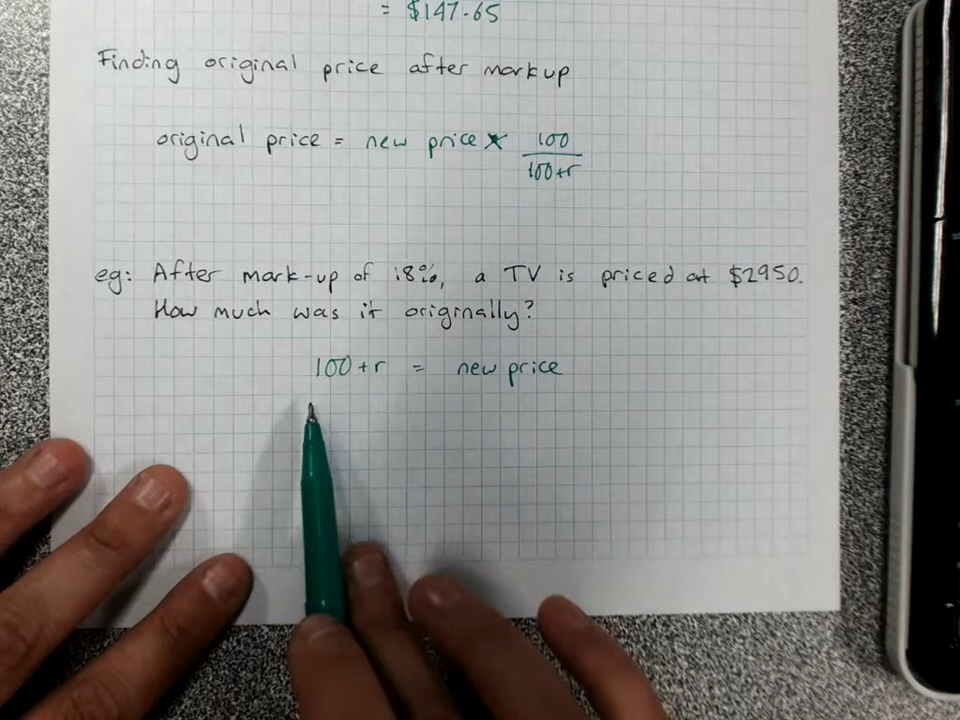 = $147.65
Finding original price after markup
original price = new price × 100/100+r
eg: After mark-up of 18%, a TV is priced at $2950.
How much was it originally?
100+r = new price